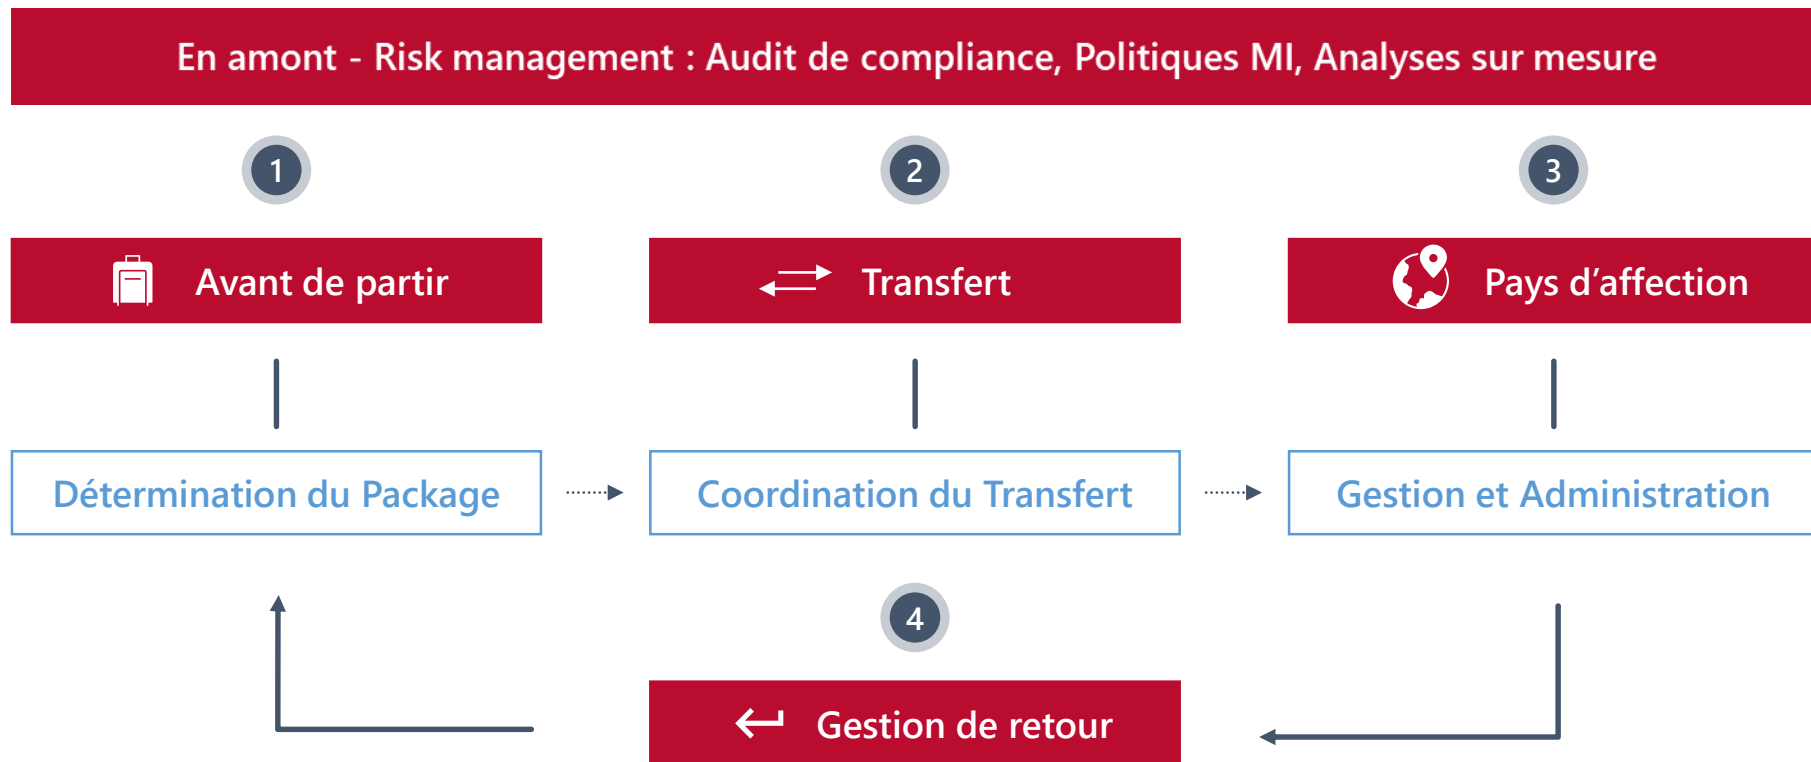 En amont - Risk management : Audit de compliance, Politiques MI, Analyses sur mesure
1
2
3
Avant de partir
Transfert
Pays d’affection
Détermination du Package
Coordination du Transfert
Gestion et Administration
4
Gestion de retour